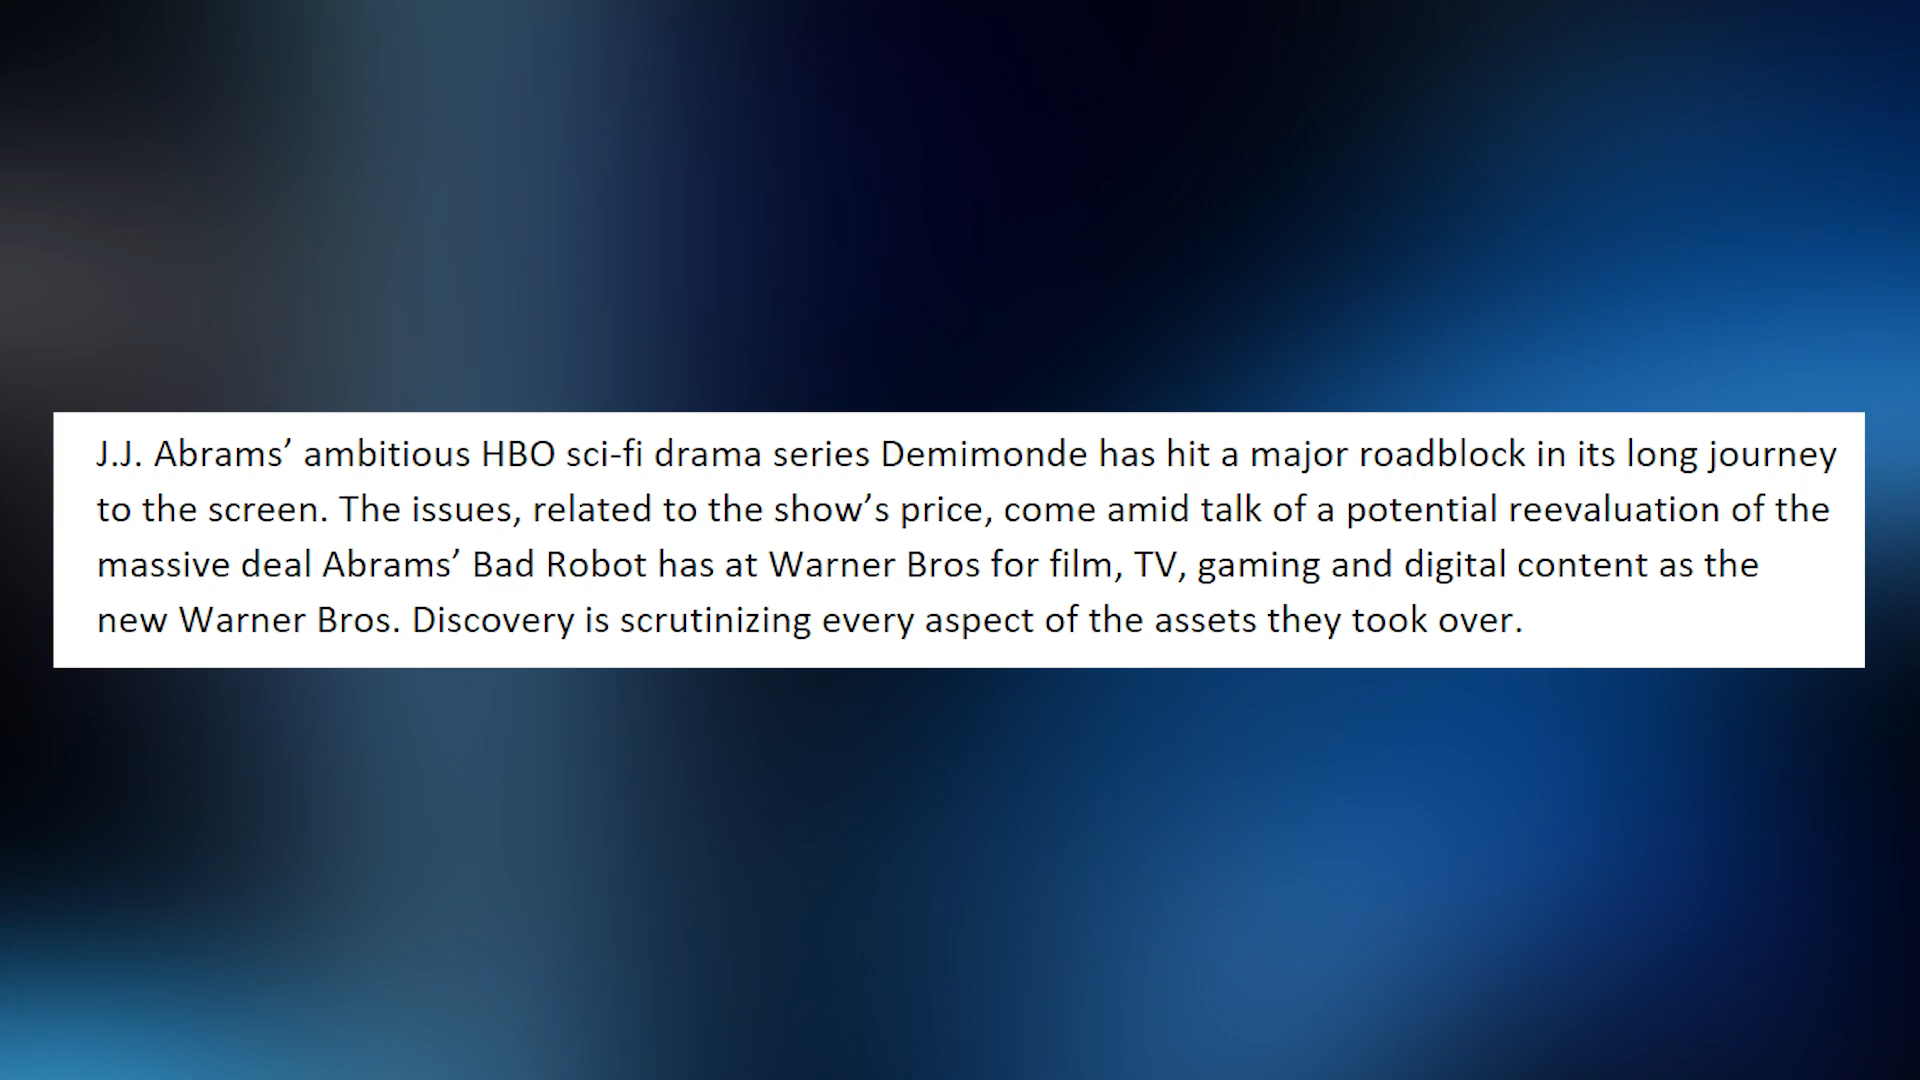 J.J. Abrams’ ambitious HBO sci-fi drama series Demimonde has hit a major roadblock in its long journey
to the screen. The issues, related to the show’s price, come amid talk of a potential reevaluation of the
massive deal Abrams’ Bad Robot has at Warner Bros for film, TV, gaming and digital content as the
new Warner Bros. Discovery is scrutinizing every aspect of the assets they took over.